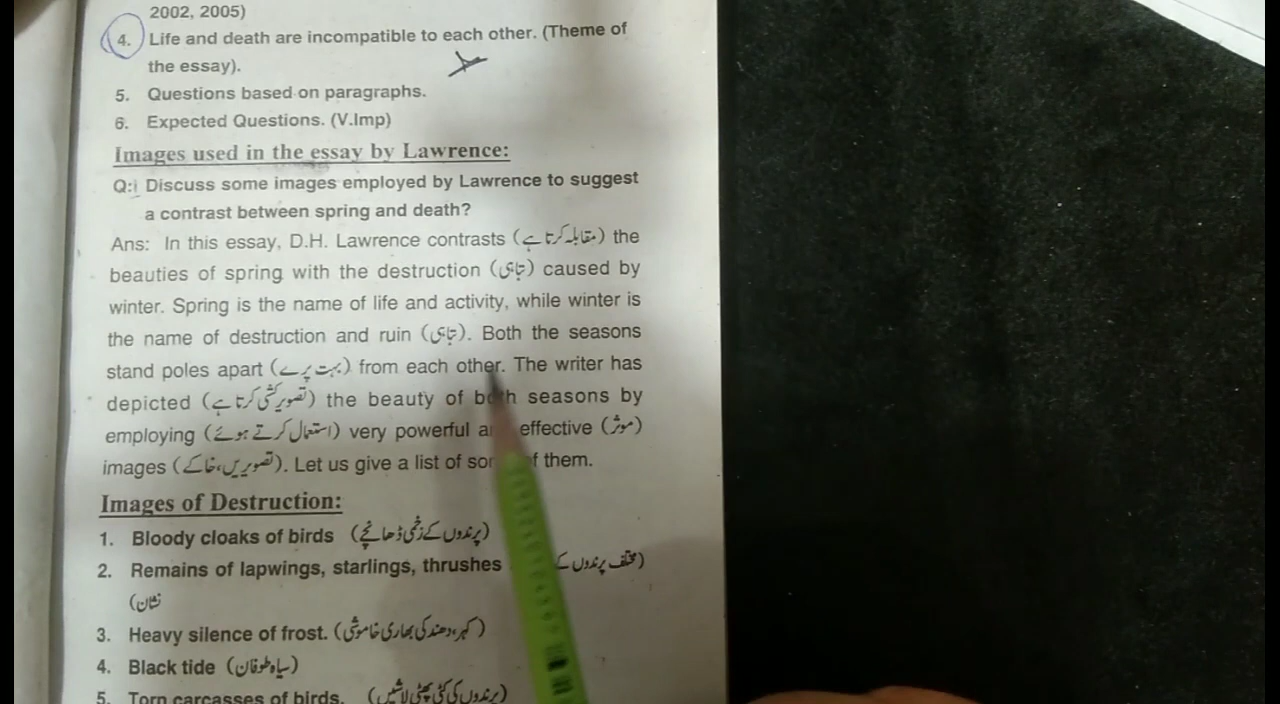 2002, 2005)
4. Life and death are incompatible to each other. (Theme of
the essay).
5. Questions based on paragraphs.
6. Expected Questions. (V.Imp)
Images used in the essay by Lawrence:
Q:i Discuss some images employed by Lawrence to suggest
a contrast between spring and death?
Ans: In this essay, D.H. Lawrence contrasts (مقابلہ کرتا ہے) the
beauties of spring with the destruction (تباہی) caused by
winter. Spring is the name of life and activity, while winter is
the name of destruction and ruin (تباہی). Both the seasons
stand poles apart (بہت پرے) from each other. The writer has
depicted (تصویر کشی کرتا ہے) the beauty of both seasons by
employing (استعمال کرتے ہوئے) very powerful a effective (موثر)
images (تصویریں، خاکے). Let us give a list of so of them.
Images of Destruction:
1. Bloody cloaks of birds (پرندوں کے زخمی ڈھانچے)
2. Remains of lapwings, starlings, thrushes (مختلف پرندوں کے
نشان)
3. Heavy silence of frost. (کہر، دھند کی بھاری خاموشی)
4. Black tide (سیاہ طوفان)
5. Torn carcasses of birds. (پرندوں کی کٹی پھٹی لاشیں)